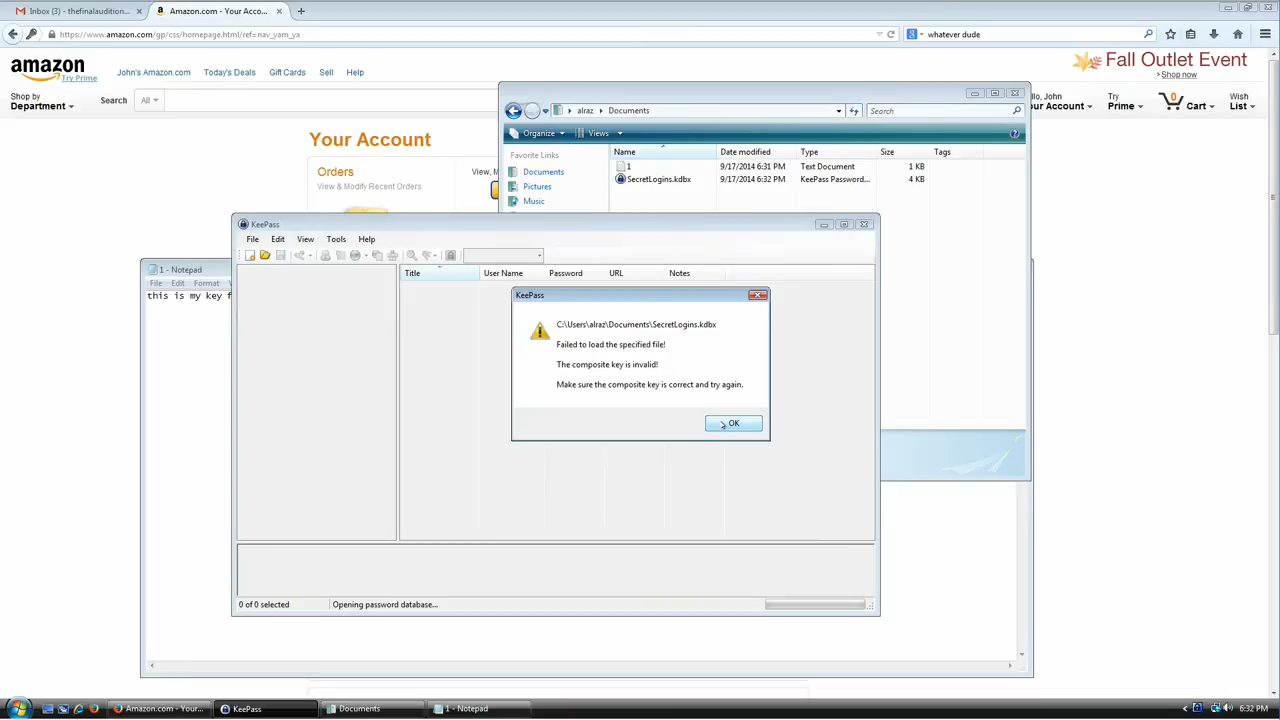 Inbox (3) - thefinalaudition...
Amazon.com - Your Acco...
https://www.amazon.com/gp/css/homepage.html/ref=nav_yam_ya
whatever dude
amazon
Try Prime
John's Amazon.com
Today's Deals
Gift Cards
Sell
Help
Fall Outlet Event
Shop now
Shop by
Department
Search
All
lo, John
our Account
Try
Prime
0
Cart
Wish
List
Your Account
Orders
View & Modify Recent Orders
View, M
alraz
Documents
Search
Organize
Views
Favorite Links
Documents
Pictures
Music
Name
Date modified
Type
Size
Tags
1
9/17/2014 6:31 PM
Text Document
1 KB
SecretLogins.kdbx
9/17/2014 6:32 PM
KeePass Password...
4 KB
1 - Notepad
File Edit Format
this is my key f
KeePass
File Edit View Tools Help
Title
User Name
Password
URL
Notes
KeePass
C:\Users\alraz\Documents\SecretLogins.kdbx
Failed to load the specified file!
The composite key is invalid!
Make sure the composite key is correct and try again.
OK
0 of 0 selected
Opening password database...
Amazon.com - Your...
KeePass
Documents
1 - Notepad
6:32 PM